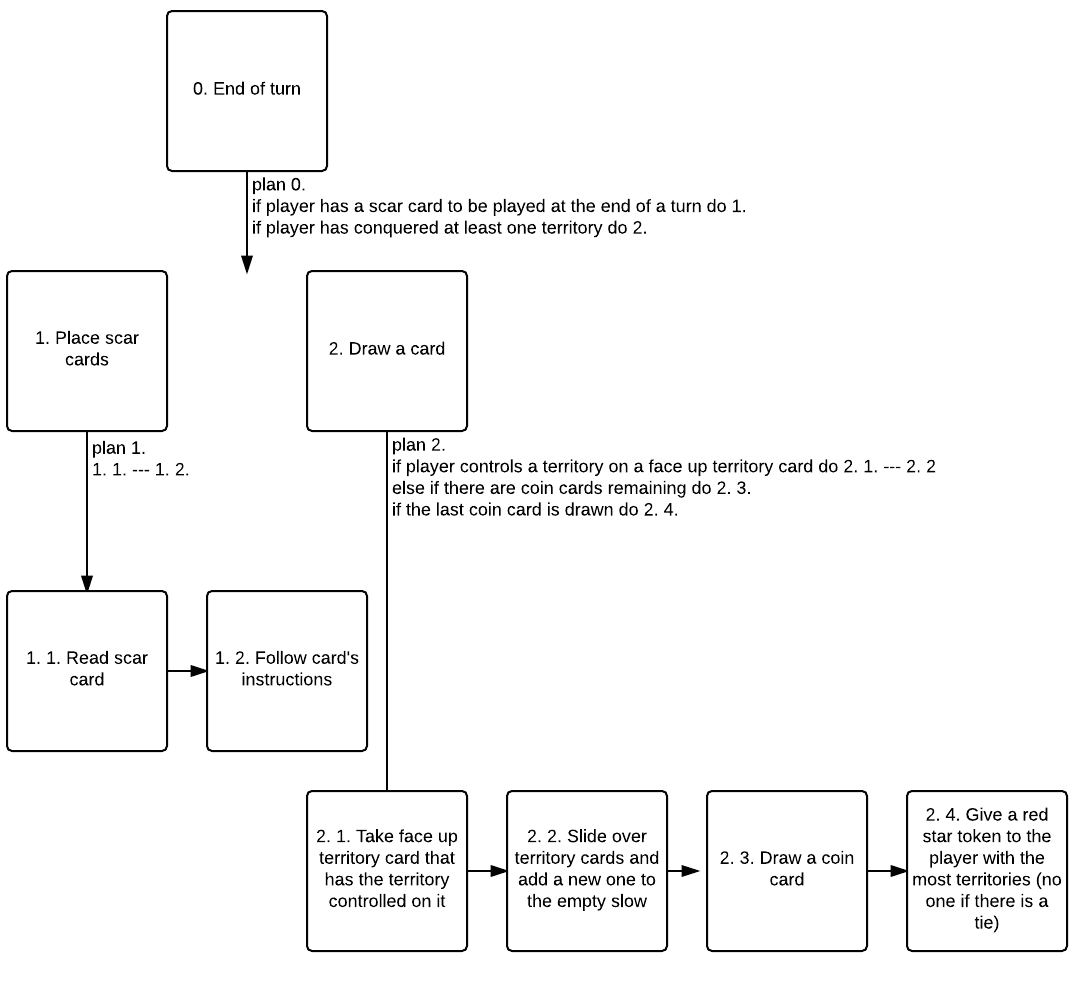 0. End of turn
plan 0.
if player has a scar card to be played at the end of a turn do 1.
if player has conquered at least one territory do 2.
1. Place scar
cards
2. Draw a card
plan 1.
1. 1. --- 1. 2.
plan 2.
if player controls a territory on a face up territory card do 2. 1. --- 2. 2
else if there are coin cards remaining do 2. 3.
if the last coin card is drawn do 2. 4.
1. 1. Read scar
card
1. 2. Follow card's
instructions
2. 1. Take face up
territory card that
has the territory
controlled on it
2. 2. Slide over
territory cards and
add a new one to
the empty slow
2. 3. Draw a coin
card
2. 4. Give a red
star token to the
player with the
most territories (no
one if there is a
tie)